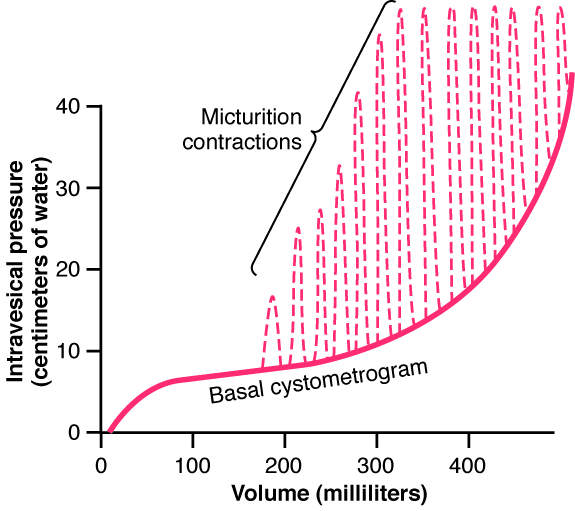 Micturition
contractions
Intravesical pressure
(centimeters of water)
40
30
20
10
0
Basal cystometrogram
0 100 200 300 400
Volume (milliliters)